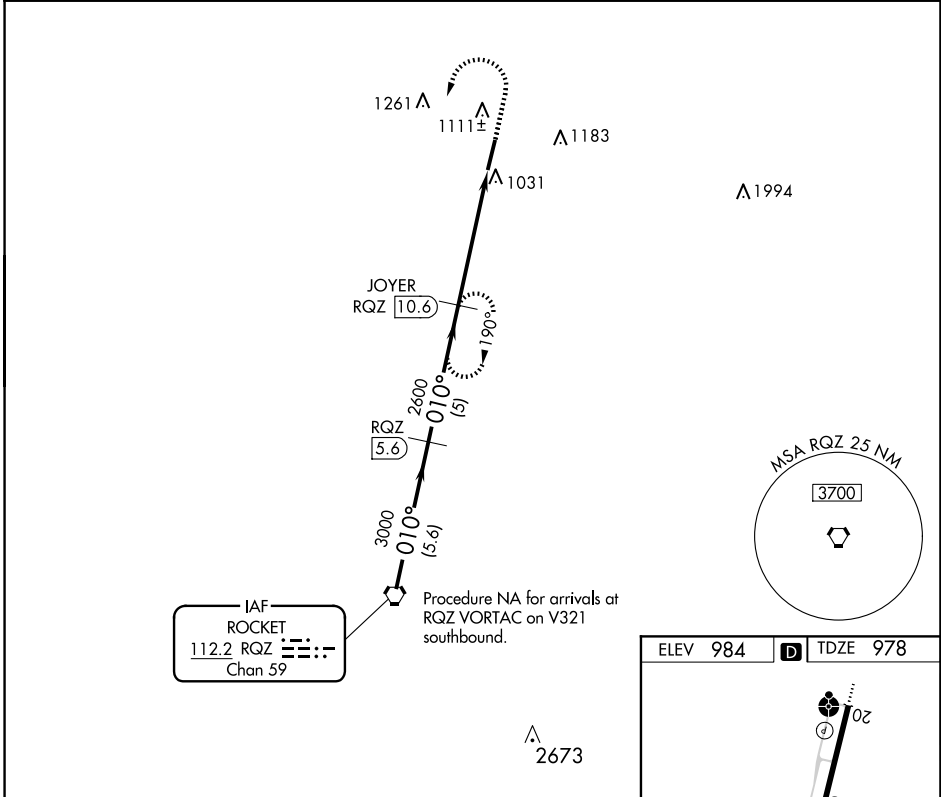 1261
1111±
1183
1031
1994
JOYER
RQZ 10.6
190°
2600
010°
(5)
RQZ
5.6
MSA RQZ 25 NM
3700
3000
010°
(5.6)
Procedure NA for arrivals at
RQZ VORTAC on V321
southbound.
IAF
ROCKET
112.2 RQZ
Chan 59
2673
ELEV 984 D TDZE 978
20
P